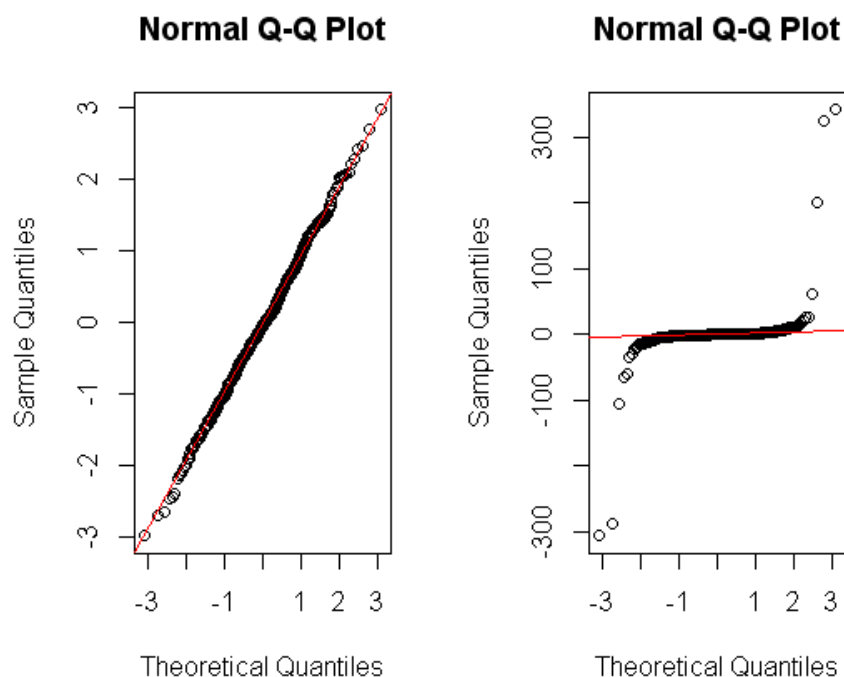 Normal Q-Q Plot
Sample Quantiles
3
2
1
0
-1
-2
-3
-3 -1 1 2 3
Theoretical Quantiles
Normal Q-Q Plot
Sample Quantiles
300
100
0
-100
-300
-3 -1 1 2 3
Theoretical Quantiles